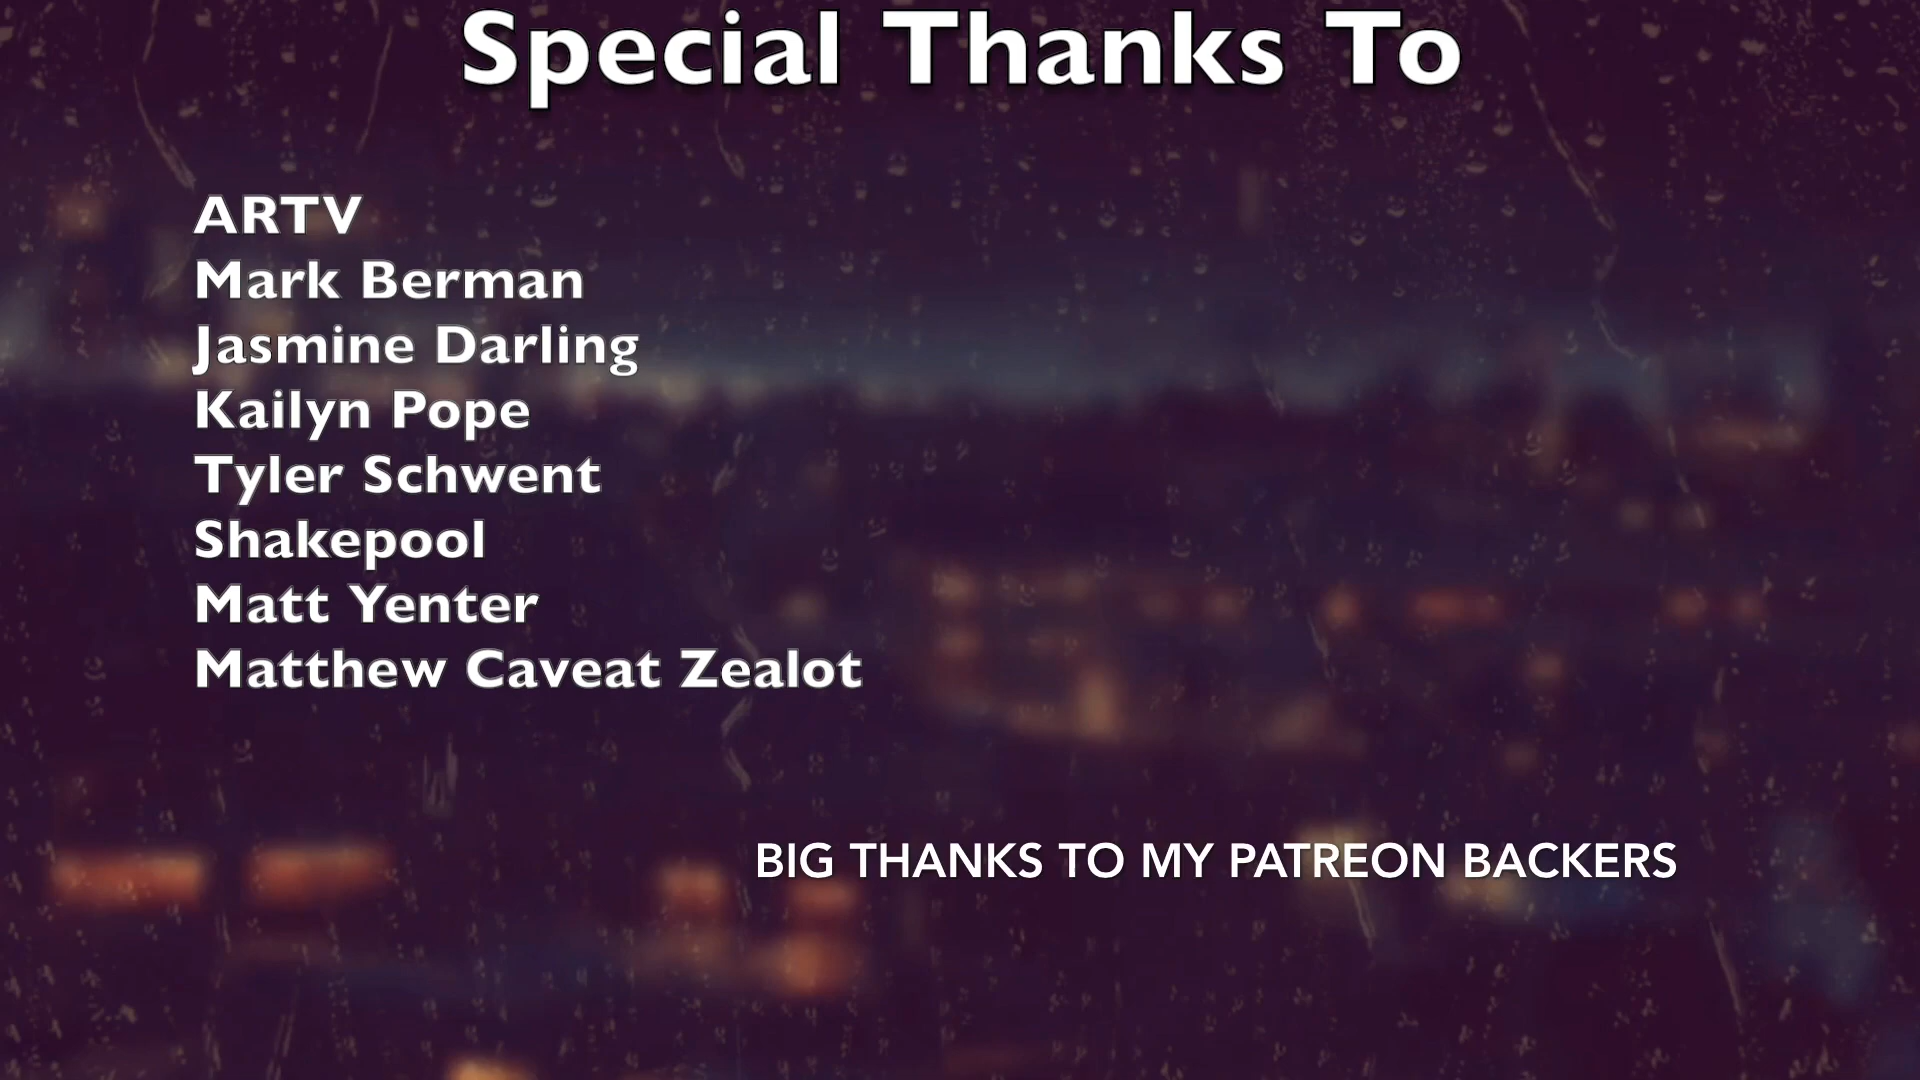 Special Thanks To
ARTV
Mark Berman
Jasmine Darling
Kailyn Pope
Tyler Schwent
Shakepool
Matt Yenter
Matthew Caveat Zealot
BIG THANKS TO MY PATREON BACKERS